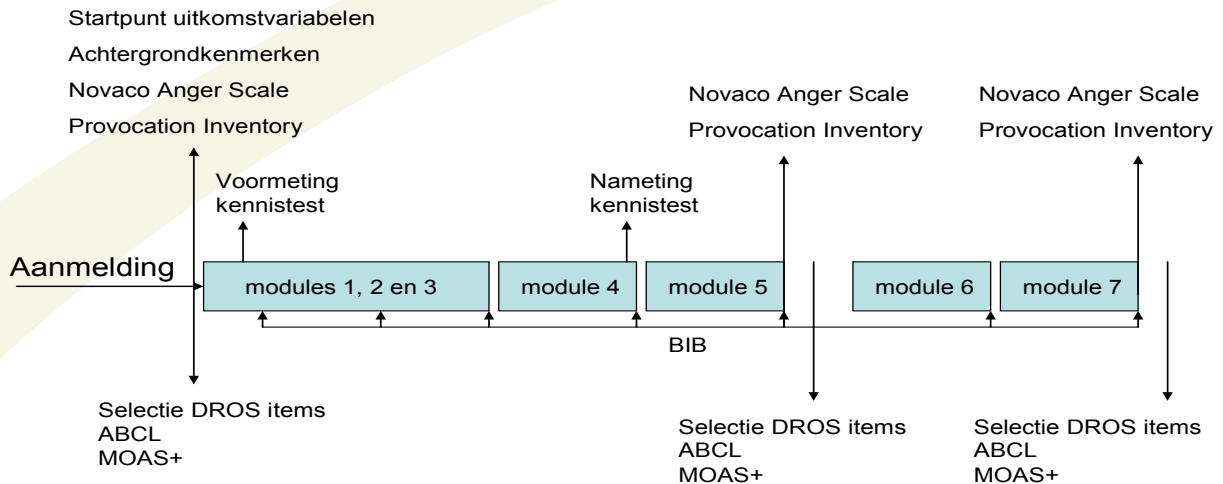 Startpunt uitkomstvariabelen
Achtergrondkenmerken
Novaco Anger Scale
Provocation Inventory
Novaco Anger Scale
Provocation Inventory
Novaco Anger Scale
Provocation Inventory
Voormeting
kennistest
Nameting
kennistest
Aanmelding
modules 1, 2 en 3
module 4
module 5
module 6
module 7
BIB
Selectie DROS items
ABCL
MOAS+
Selectie DROS items
ABCL
MOAS+
Selectie DROS items
ABCL
MOAS+